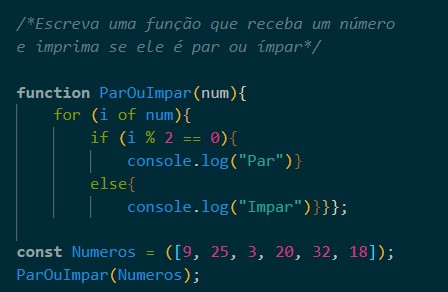 /*Escreva uma função que receba um número
e imprima se ele é par ou ímpar*/
function ParOuImpar(num){
for (i of num){
if (i % 2 == 0){
console.log("Par")}
else{
console.log("Impar")}}};
const Numeros = ([9, 25, 3, 20, 32, 18]);
ParOuImpar(Numeros);